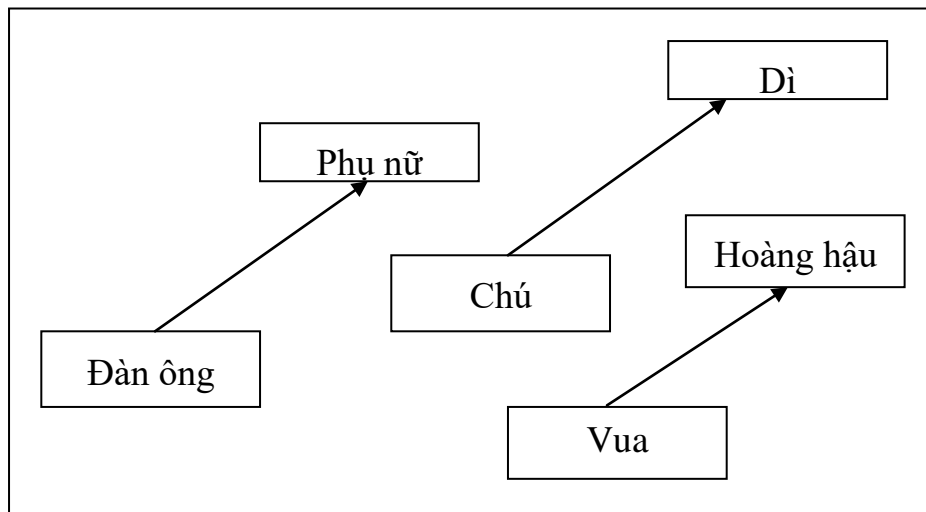 Dì
Phụ nữ
Hoàng hậu
Chú
Đàn ông
Vua